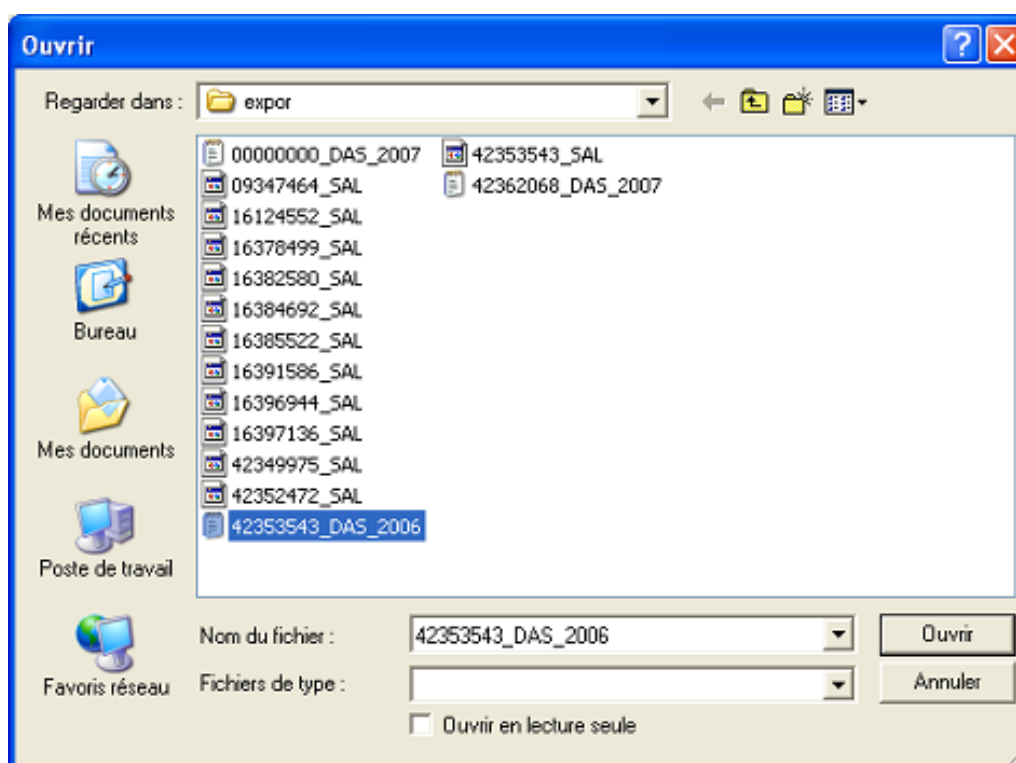 Ouvrir
Regarder dans :
expor
Mes documents
récents
Bureau
Mes documents
Poste de travail
Favoris réseau
00000000_DAS_2007
09347464_SAL
16124552_SAL
16378499_SAL
16382580_SAL
16384692_SAL
16385522_SAL
16391586_SAL
16396944_SAL
16397136_SAL
42349975_SAL
42352472_SAL
42353543_DAS_2006
42353543_SAL
42362068_DAS_2007
Nom du fichier :
42353543_DAS_2006
Ouvrir
Fichiers de type :
Annuler
Ouvrir en lecture seule